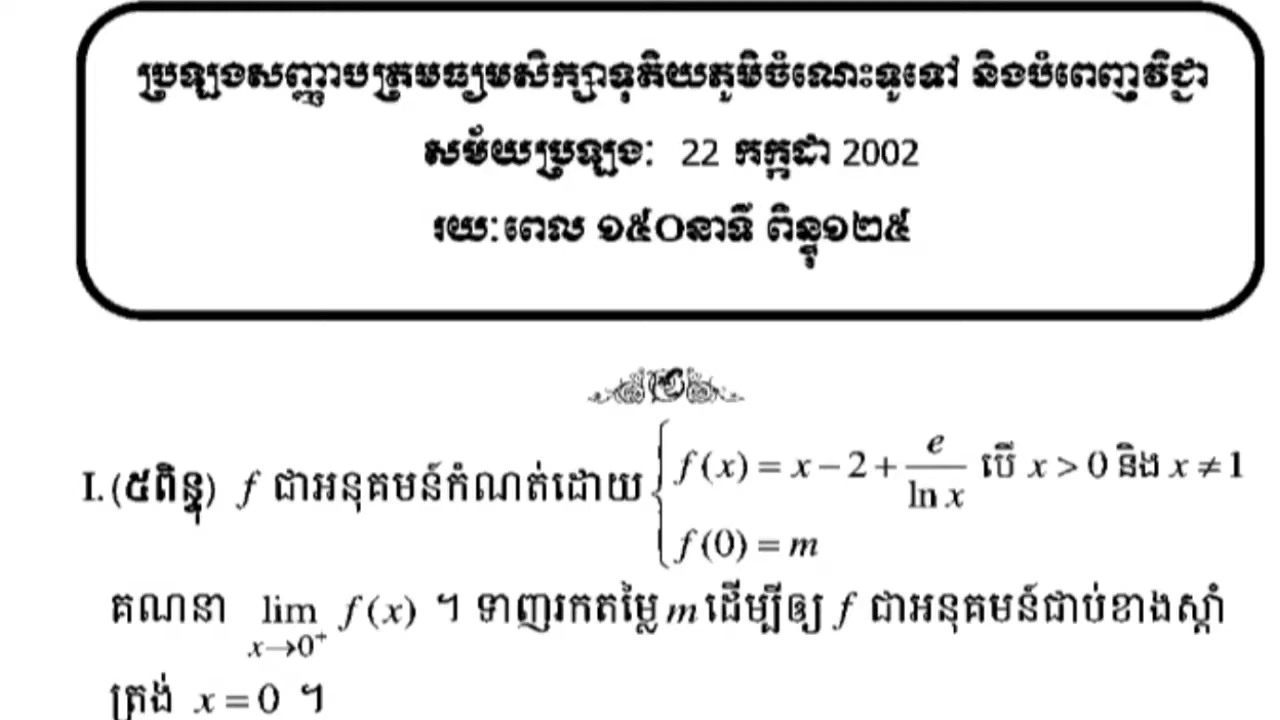 ប្រឡងសញ្ញាបត្រមធ្យមសិក្សាទុតិយភូមិចំណេះទូទៅ និងបំពេញវិជ្ជា
សម័យប្រឡង: 22 កក្កដា 2002
រយ:ពេល ១៥០នាទី ពិន្ទុ១២៥
I. (៥ពិន្ទុ) f ជាអនុគមន៍កំណត់ដោយ { f(x) = x − 2 + e / ln x បើ x > 0 និង x ≠ 1
f(0) = m
គណនា lim x→0⁺ f(x) ។ ទាញរកតម្លៃ m ដើម្បីឲ្យ f ជាអនុគមន៍ជាប់ខាងស្ដាំ
ត្រង់ x = 0 ។